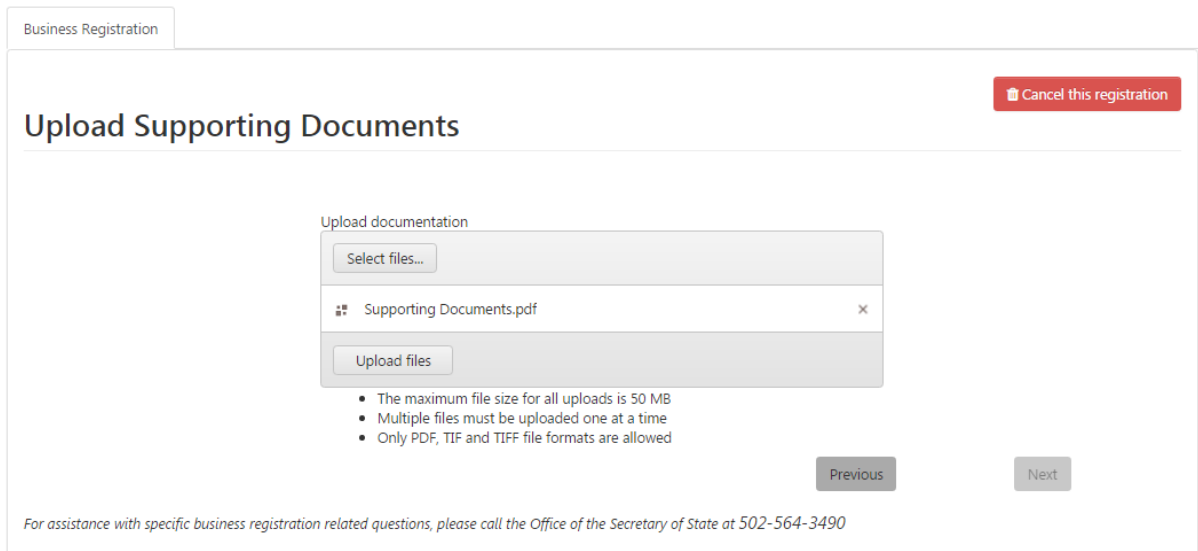 Business Registration
Cancel this registration
Upload Supporting Documents
Upload documentation
Select files...
Supporting Documents.pdf
Upload files
• The maximum file size for all uploads is 50 MB
• Multiple files must be uploaded one at a time
• Only PDF, TIF and TIFF file formats are allowed
Previous Next
For assistance with specific business registration related questions, please call the Office of the Secretary of State at 502-564-3490